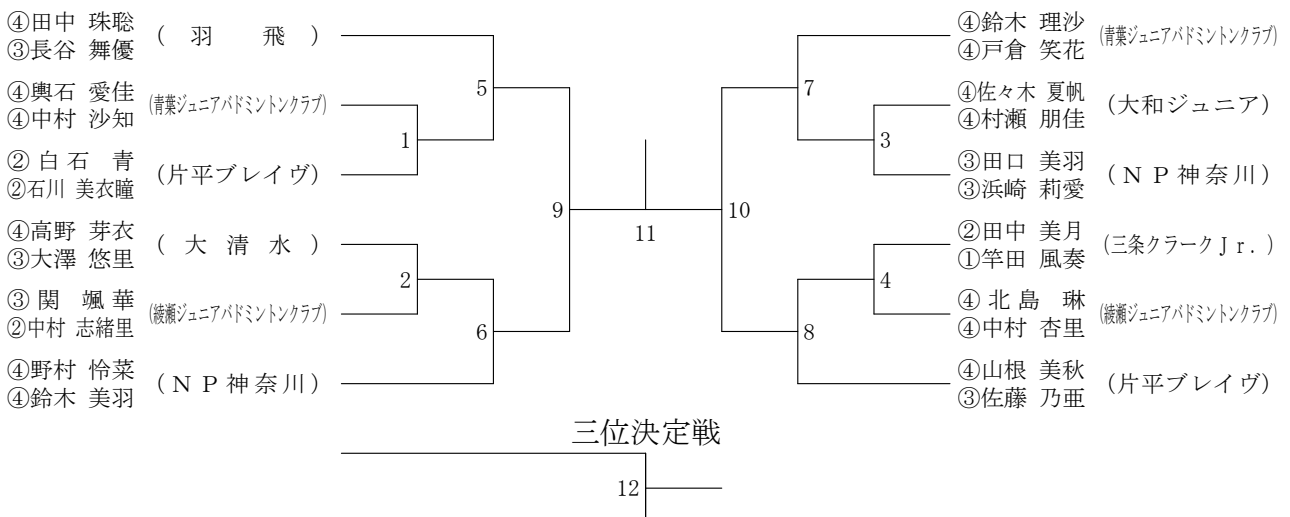 ④田中 珠聡
③長谷 舞優
(羽飛)
④輿石 愛佳
④中村 沙知
(青葉ジュニアバドミントンクラブ)
②白石 青
②石川 美衣瞳
(片平ブレイヴ)
④高野 芽衣
③大澤 悠里
(大清水)
③関 颯華
②中村 志緒里
(綾瀬ジュニアバドミントンクラブ)
④野村 怜菜
④鈴木 美羽
(NP神奈川)
5
1
9
2
6
11
7
3
10
4
8
④鈴木 理沙
④戸倉 笑花
(青葉ジュニアバドミントンクラブ)
④佐々木 夏帆
④村瀬 朋佳
(大和ジュニア)
③田口 美羽
③浜崎 莉愛
(NP神奈川)
②田中 美月
①竿田 風奏
(三条クラークJr.)
④北島 琳
④中村 杏里
(綾瀬ジュニアバドミントンクラブ)
④山根 美秋
③佐藤 乃亜
(片平ブレイヴ)
三位決定戦
12